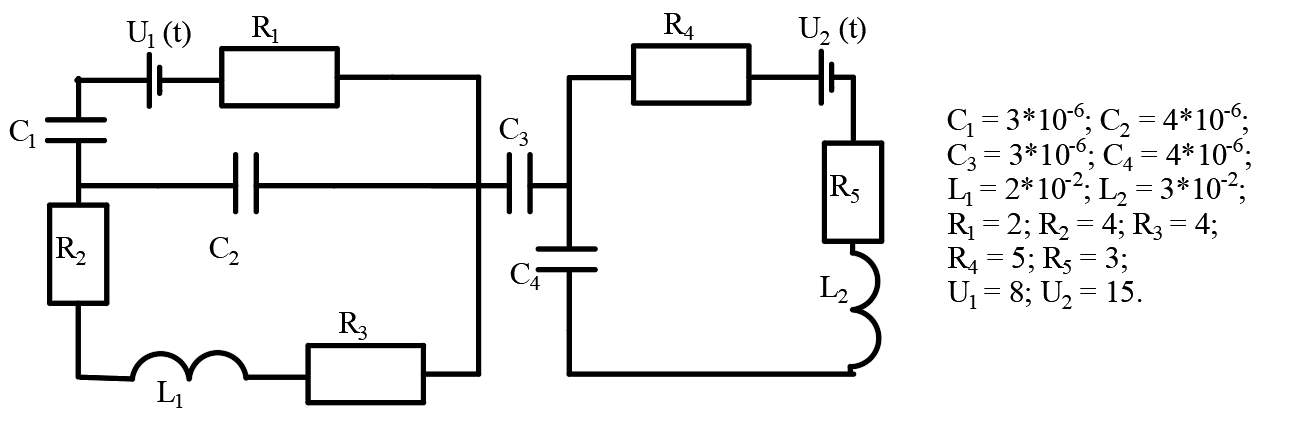 U₁ (t)
R₁
R₄
U₂ (t)
C₁
C₃
R₅
R₂
C₂
C₄
L₂
R₃
L₁
C₁ = 3*10⁻⁶; C₂ = 4*10⁻⁶;
C₃ = 3*10⁻⁶; C₄ = 4*10⁻⁶;
L₁ = 2*10⁻²; L₂ = 3*10⁻²;
R₁ = 2; R₂ = 4; R₃ = 4;
R₄ = 5; R₅ = 3;
U₁ = 8; U₂ = 15.